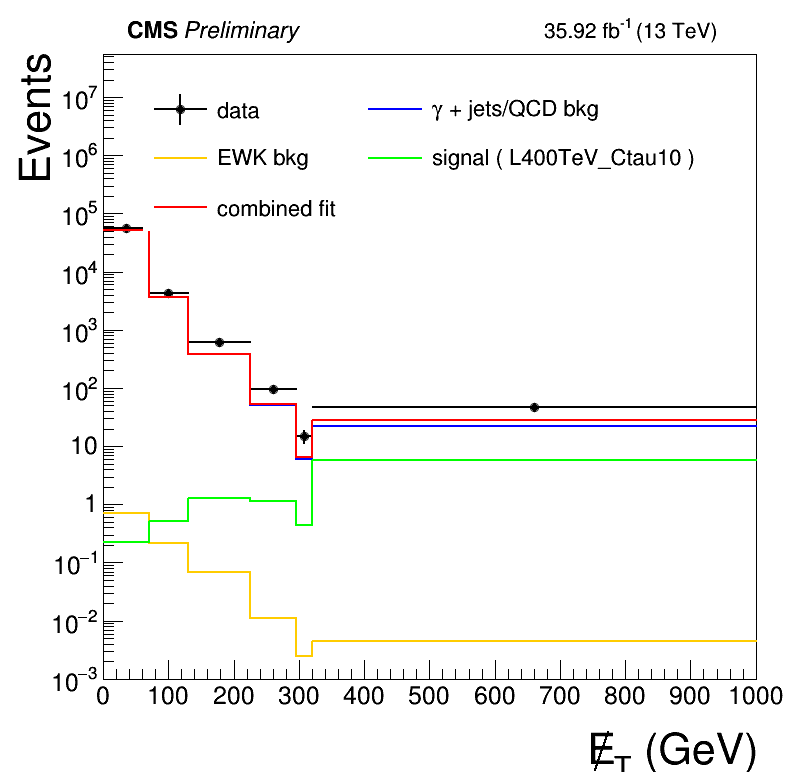 CMS Preliminary 35.92 fb⁻¹ (13 TeV)
Events
data
γ + jets/QCD bkg
EWK bkg
signal ( L400TeV_Ctau10 )
combined fit
10⁷
10⁶
10⁵
10⁴
10³
10²
10
1
10⁻¹
10⁻²
10⁻³
0 100 200 300 400 500 600 700 800 900 1000
E̸_T (GeV)